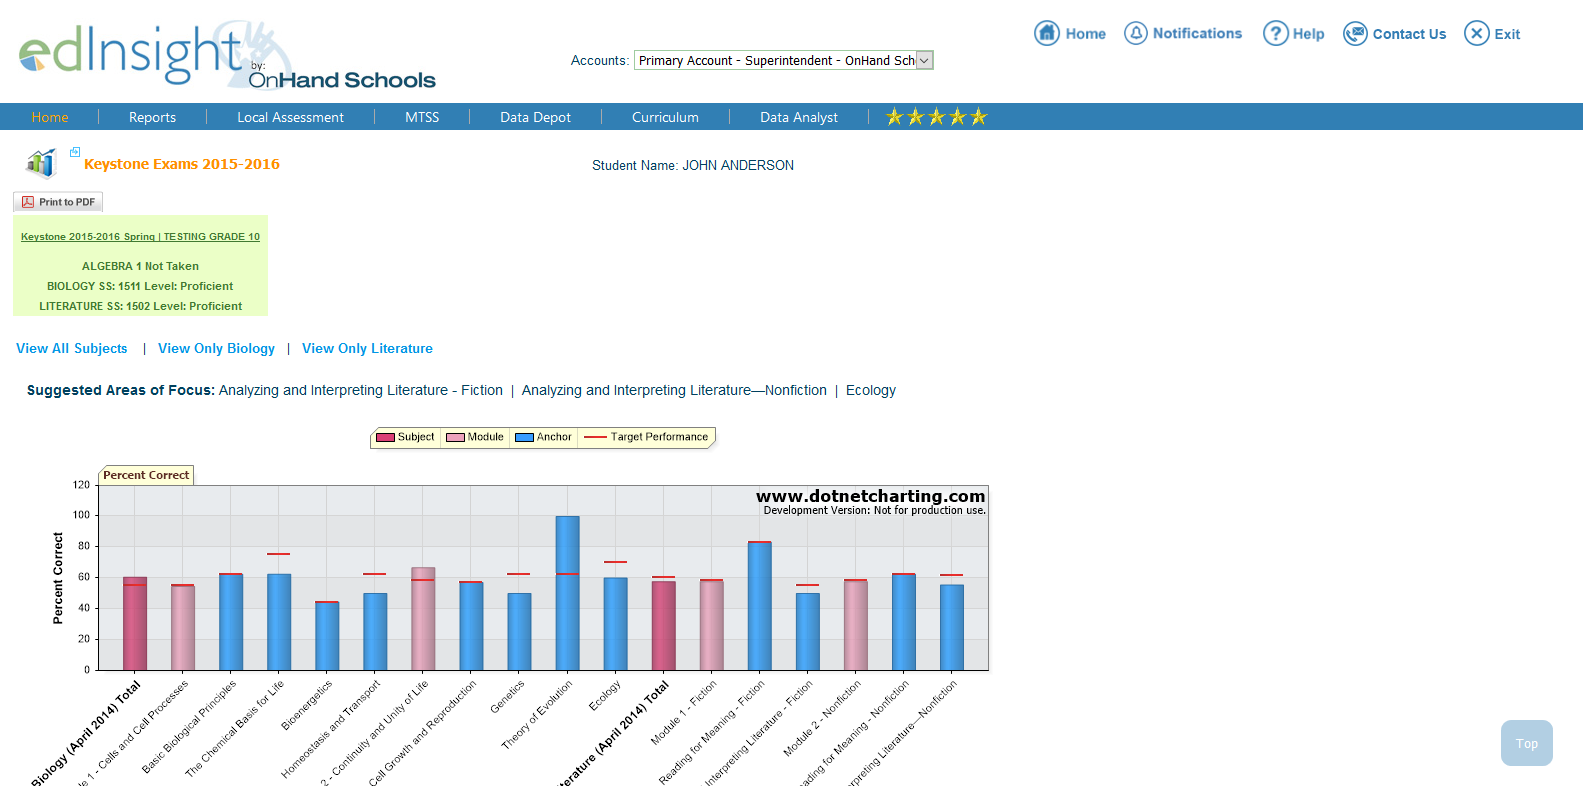 edInsight
by:
OnHand Schools
Accounts: Primary Account - Superintendent - OnHand Sch
Home
Notifications
Help
Contact Us
Exit
Home
Reports
Local Assessment
MTSS
Data Depot
Curriculum
Data Analyst
Keystone Exams 2015-2016
Student Name: JOHN ANDERSON
Print to PDF
Keystone 2015-2016 Spring | TESTING GRADE 10
ALGEBRA 1 Not Taken
BIOLOGY SS: 1511 Level: Proficient
LITERATURE SS: 1502 Level: Proficient
View All Subjects | View Only Biology | View Only Literature
Suggested Areas of Focus: Analyzing and Interpreting Literature - Fiction | Analyzing and Interpreting Literature—Nonfiction | Ecology
Subject
Module
Anchor
Target Performance
Percent Correct
www.dotnetcharting.com
Development Version: Not for production use.
Percent Correct
120
100
80
60
40
20
0
Biology (April 2014) Total
1 - Cells and Cell Processes
Basic Biological Principles
The Chemical Basis for Life
Bioenergetics
Homeostasis and Transport
2 - Continuity and Unity of Life
Cell Growth and Reproduction
Genetics
Theory of Evolution
Ecology
terature (April 2014) Total
Module 1 - Fiction
Reading for Meaning - Fiction
Interpreting Literature - Fiction
Module 2 - Nonfiction
ading for Meaning - Nonfiction
rpreting Literature—Nonfiction
Top